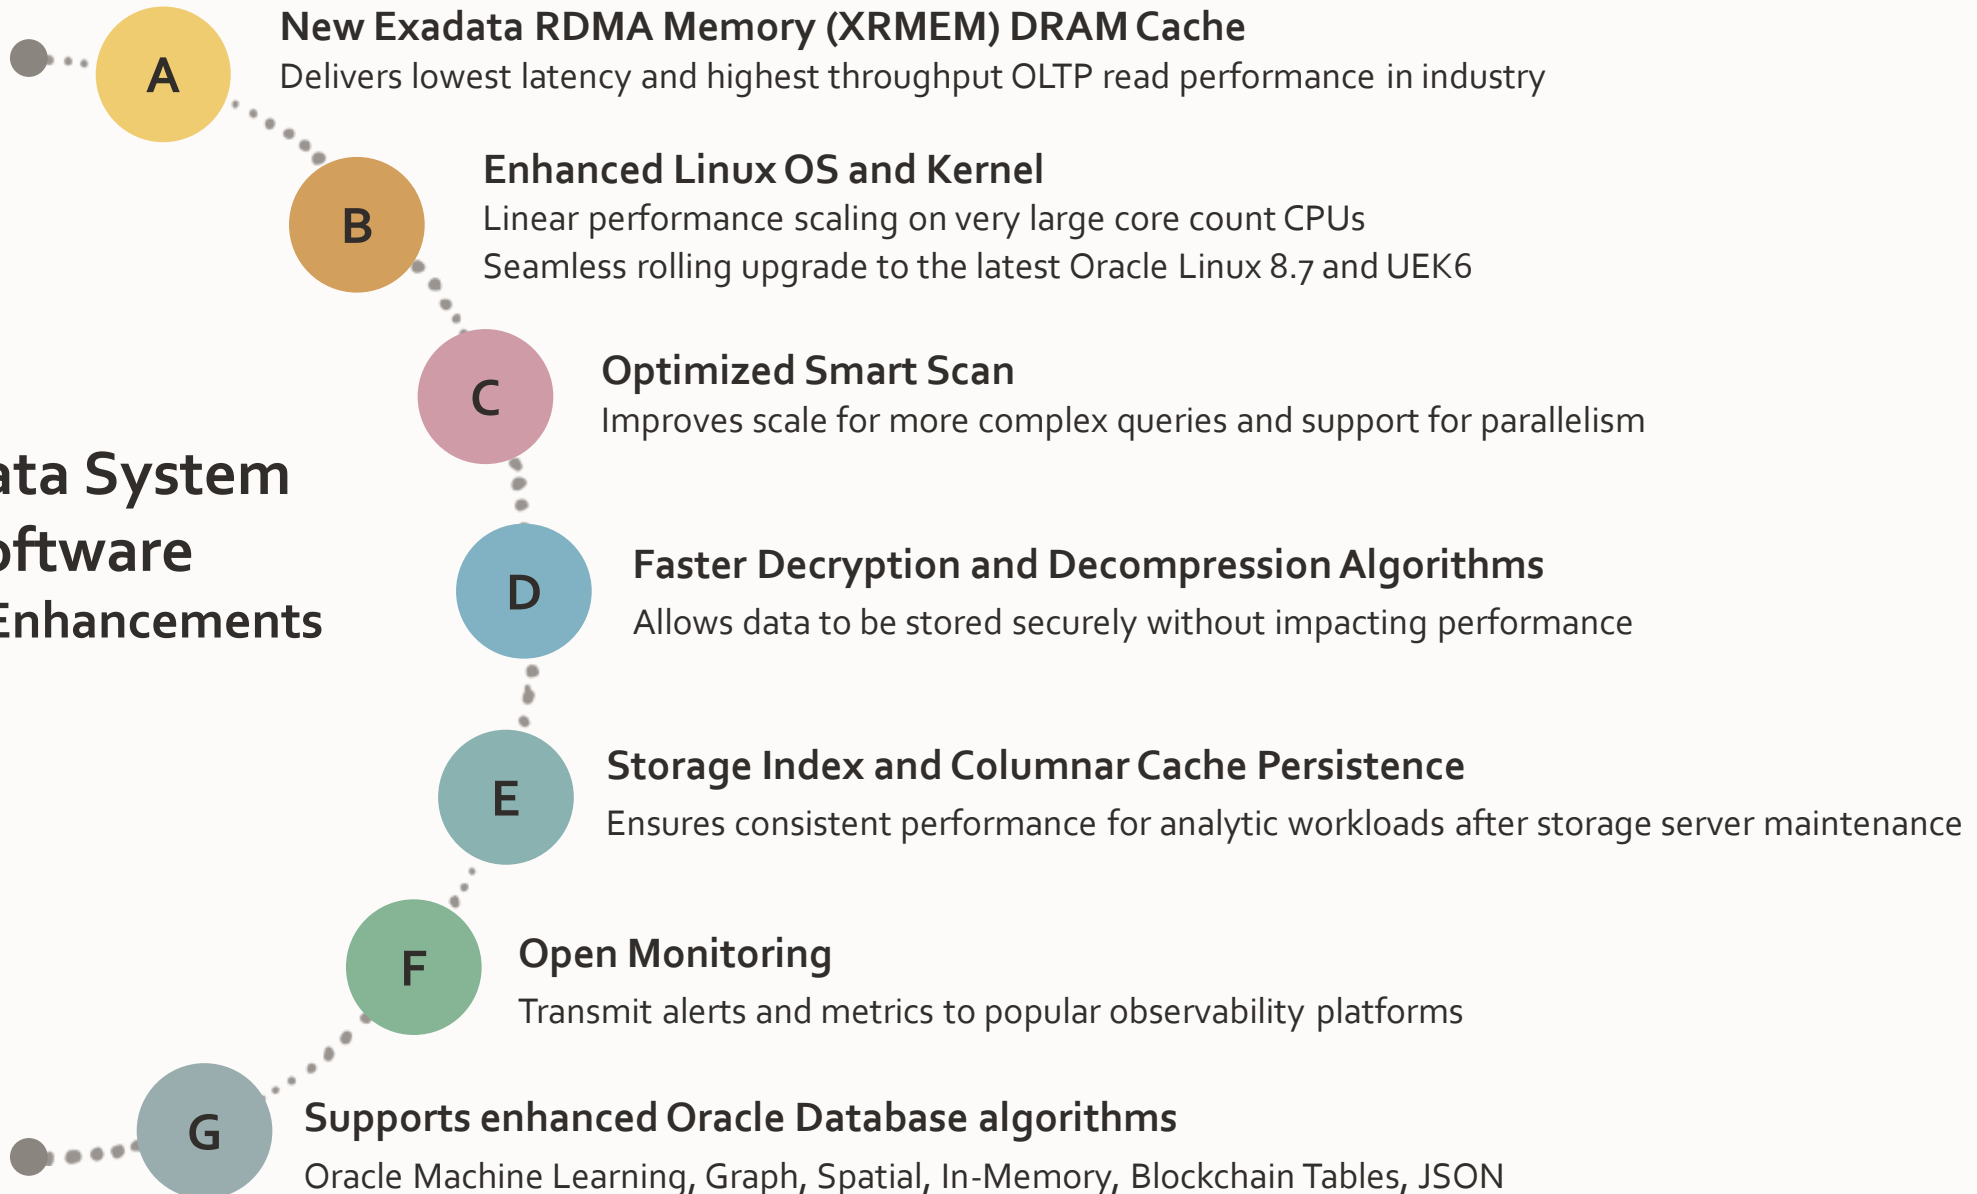 A
New Exadata RDMA Memory (XRMEM) DRAM Cache
Delivers lowest latency and highest throughput OLTP read performance in industry
B
Enhanced Linux OS and Kernel
Linear performance scaling on very large core count CPUs
Seamless rolling upgrade to the latest Oracle Linux 8.7 and UEK6
C
Optimized Smart Scan
Improves scale for more complex queries and support for parallelism
ata System
oftware
Enhancements
D
Faster Decryption and Decompression Algorithms
Allows data to be stored securely without impacting performance
E
Storage Index and Columnar Cache Persistence
Ensures consistent performance for analytic workloads after storage server maintenance
F
Open Monitoring
Transmit alerts and metrics to popular observability platforms
G
Supports enhanced Oracle Database algorithms
Oracle Machine Learning, Graph, Spatial, In-Memory, Blockchain Tables, JSON